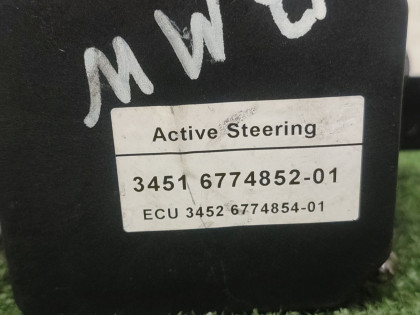 Active Steering
3451 6774852-01
ECU 3452 6774854-01